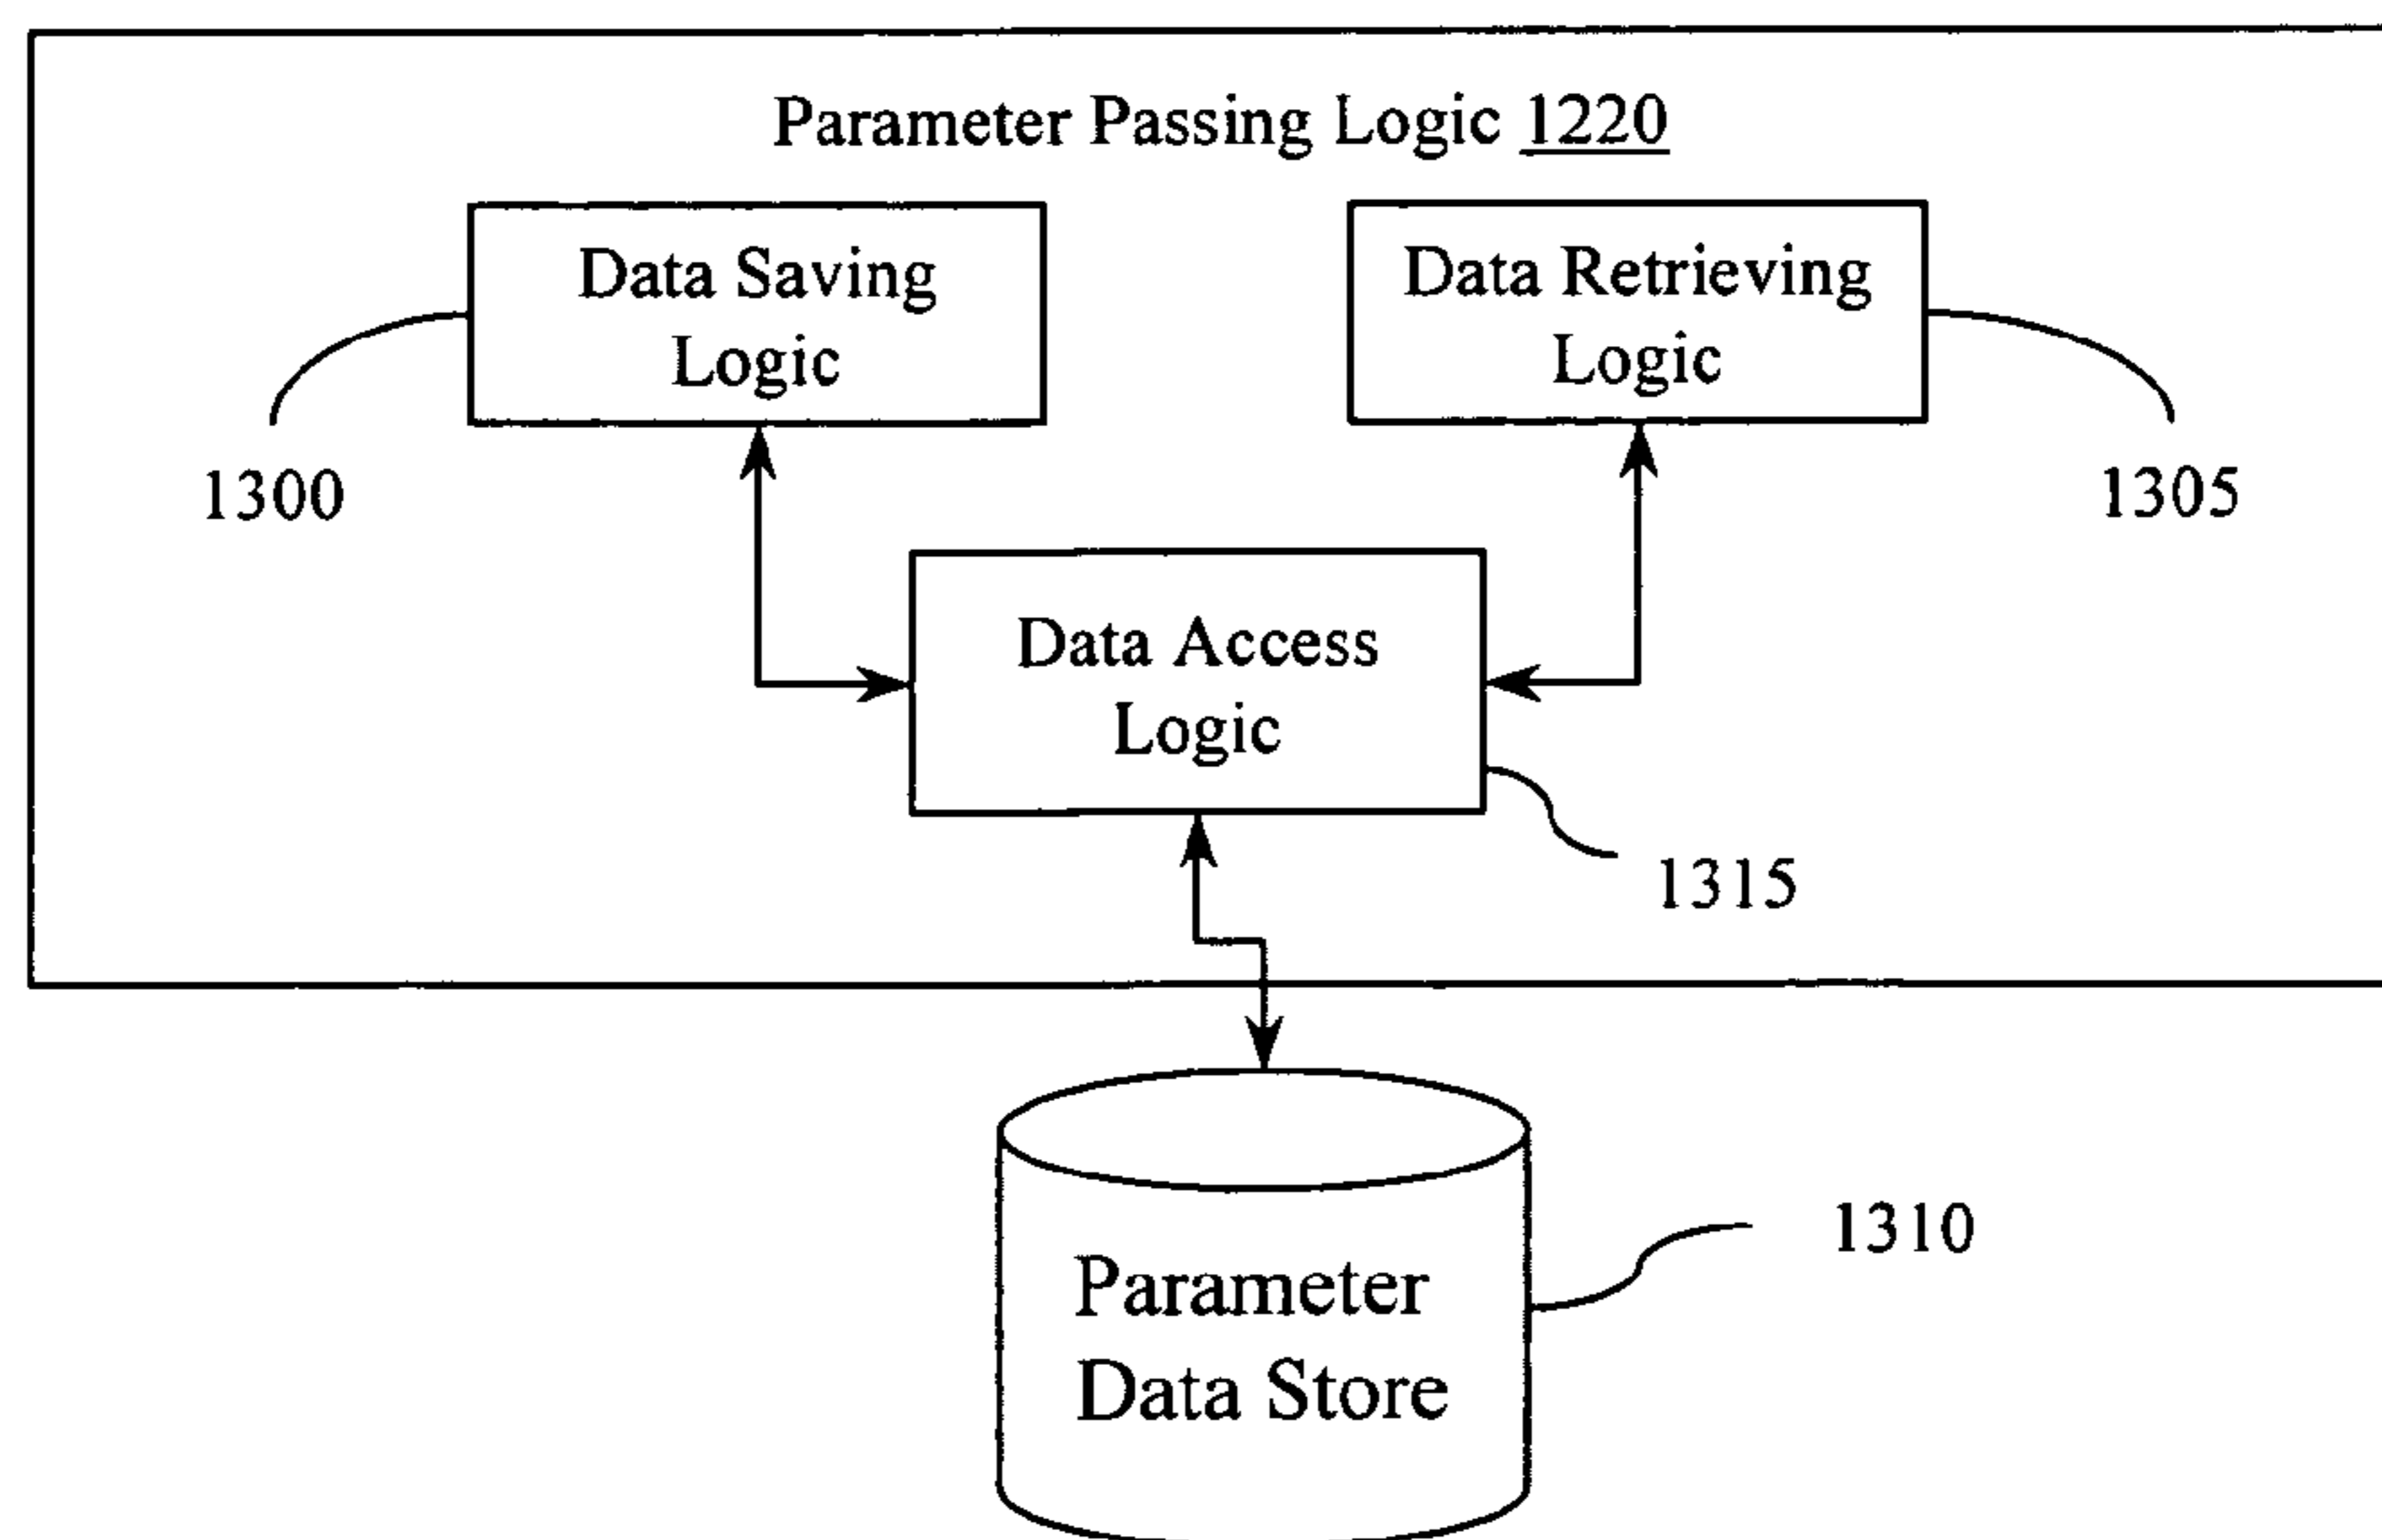 Parameter Passing Logic 1220
Data Saving
Logic
Data Retrieving
Logic
1300
1305
Data Access
Logic
1315
1310
Parameter
Data Store